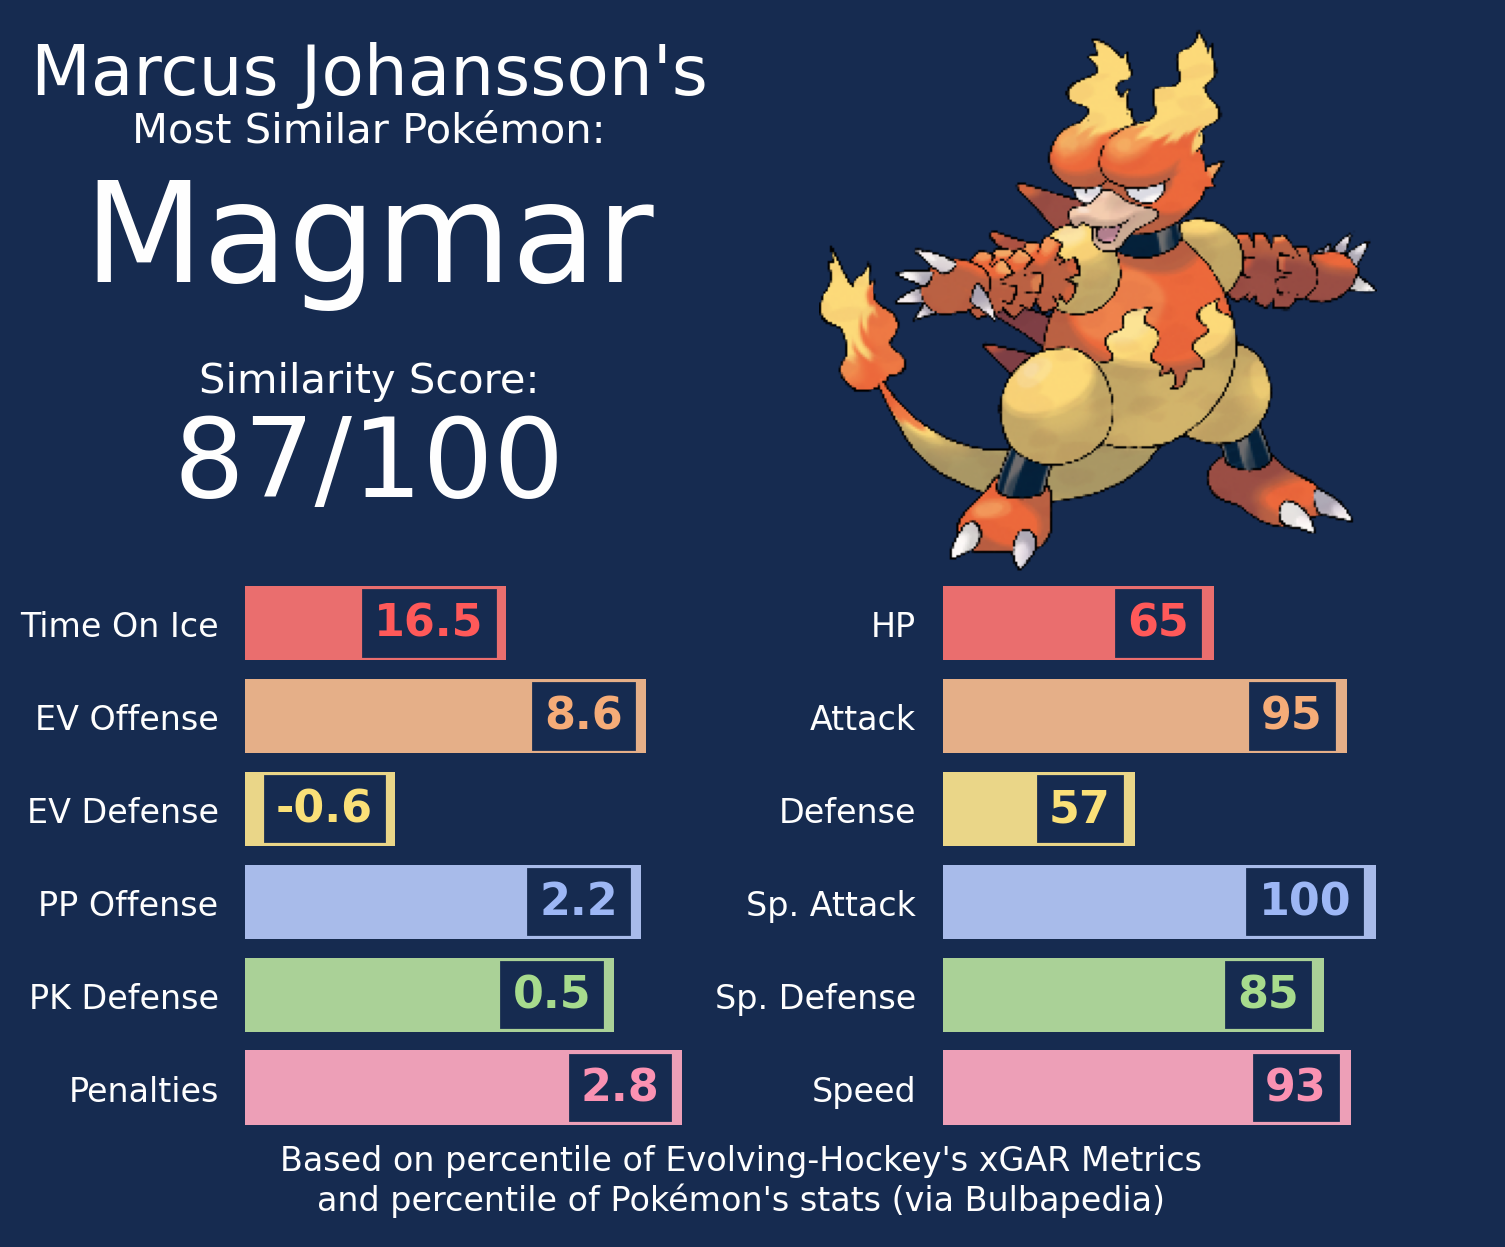 Marcus Johansson's
Most Similar Pokémon:
Magmar
Similarity Score:
87/100
Time On Ice 16.5
EV Offense 8.6
EV Defense -0.6
PP Offense 2.2
PK Defense 0.5
Penalties 2.8
HP 65
Attack 95
Defense 57
Sp. Attack 100
Sp. Defense 85
Speed 93
Based on percentile of Evolving-Hockey's xGAR Metrics
and percentile of Pokémon's stats (via Bulbapedia)